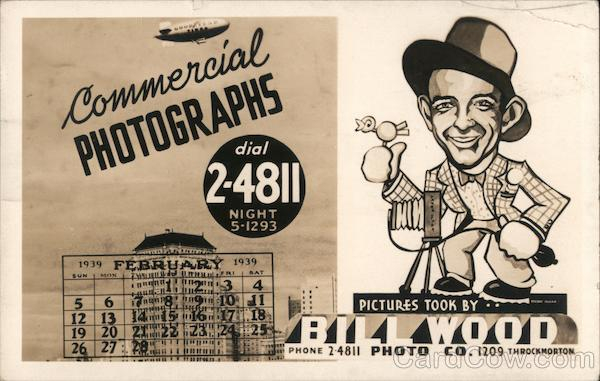 GOODYEAR
Commercial
PHOTOGRAPHS
dial
2-4811
NIGHT
5-1293
1939 FEBRUARY 1939
SUN. MON. FRI. SAT.
1 2 3 4
5 6 7 8 9 10 11
12 13 14 15 16 17 18
19 20 21 22 23 24 25
26 27 28
PICTURES TOOK BY
BILL WOOD
PHONE 2-4811 PHOTO CO. 1209 THROCKMORTON
CardCow.com